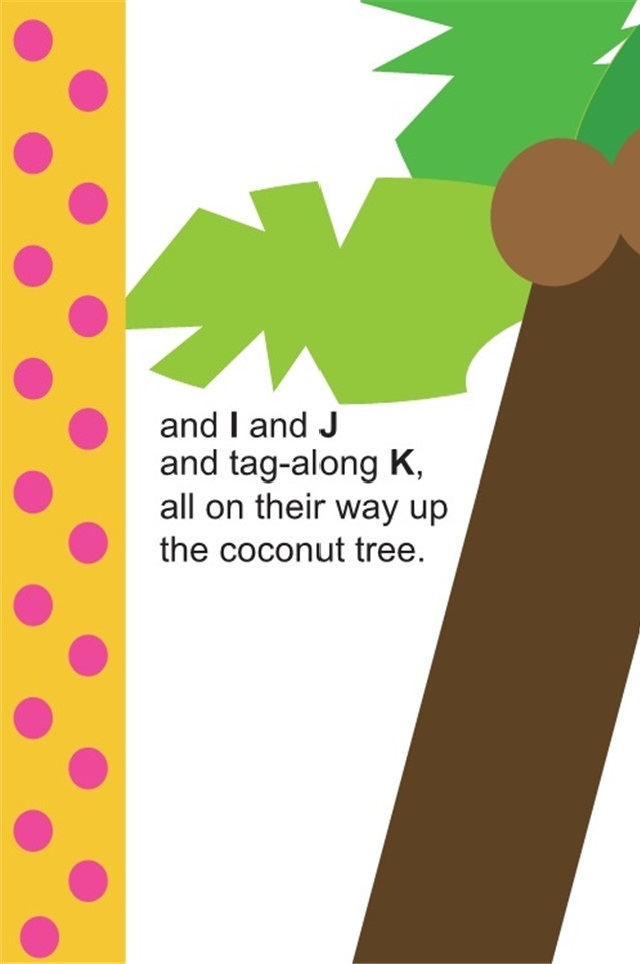 and I and J
and tag-along K,
all on their way up
the coconut tree.